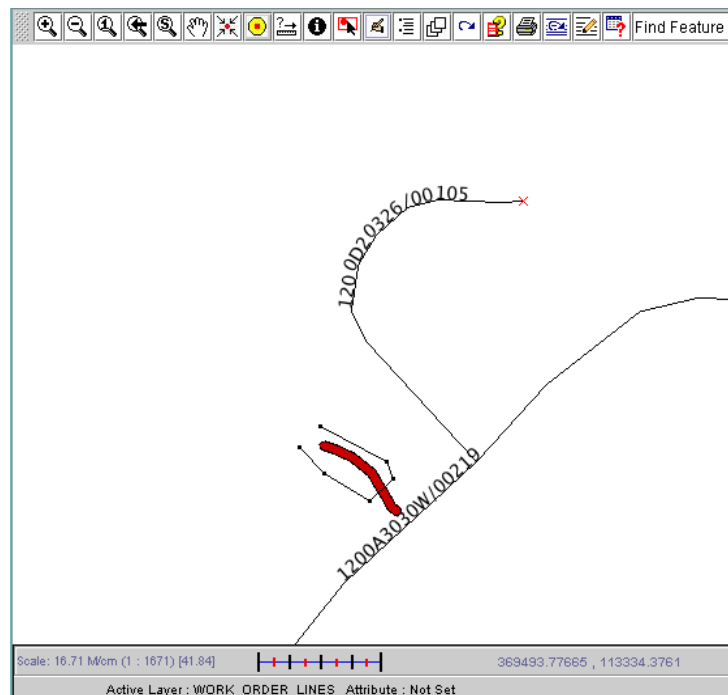 Find Feature
1200D20326/00105
1200A3030W/00219
Scale: 16.71 M/cm (1 : 1671) [41.84]
369493.77665 , 113334.3761
Active Layer : WORK_ORDER_LINES Attribute : Not Set